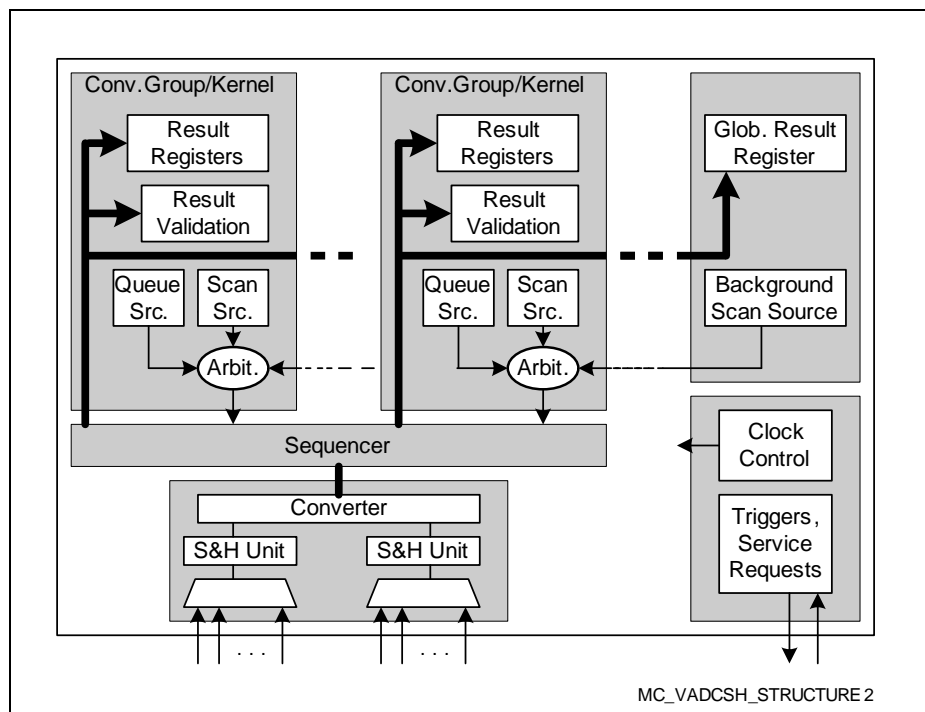 Conv.Group/Kernel
Result
Registers
Result
Validation
Queue
Src.
Scan
Src.
Arbit.
Conv.Group/Kernel
Result
Registers
Result
Validation
Queue
Src.
Scan
Src.
Arbit.
Glob. Result
Register
Background
Scan Source
Sequencer
Converter
S&H Unit
S&H Unit
. . .
. . .
Clock
Control
Triggers,
Service
Requests
MC_VADCSH_STRUCTURE 2